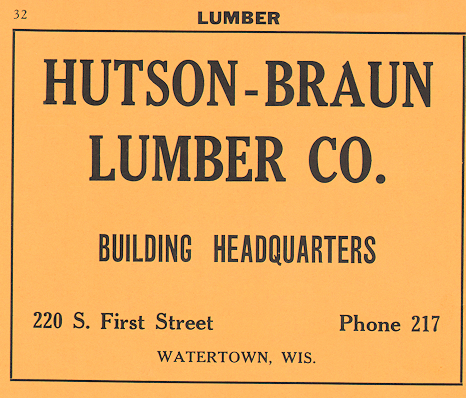 32
LUMBER
HUTSON-BRAUN
LUMBER CO.
BUILDING HEADQUARTERS
220 S. First Street Phone 217
WATERTOWN, WIS.